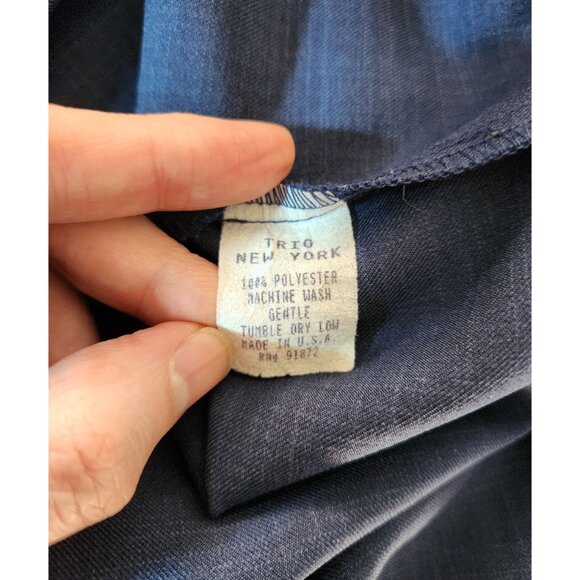 TRIO
NEW YORK
100% POLYESTER
MACHINE WASH
GENTLE
TUMBLE DRY LOW
MADE IN U.S.A
RN# 91872